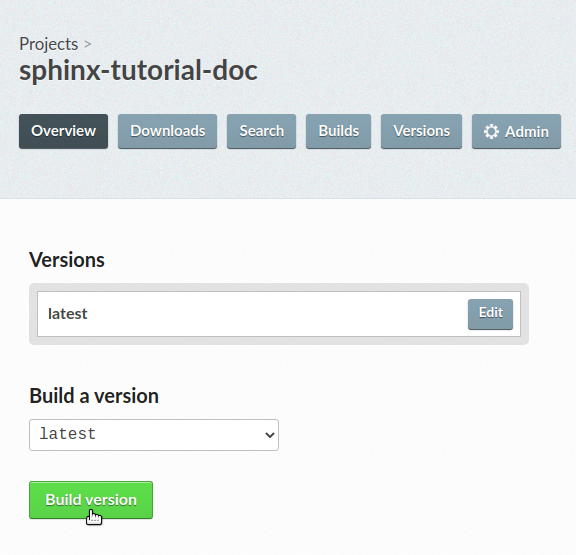 Projects >
sphinx-tutorial-doc
Overview Downloads Search Builds Versions Admin
Versions
latest Edit
Build a version
latest
Build version